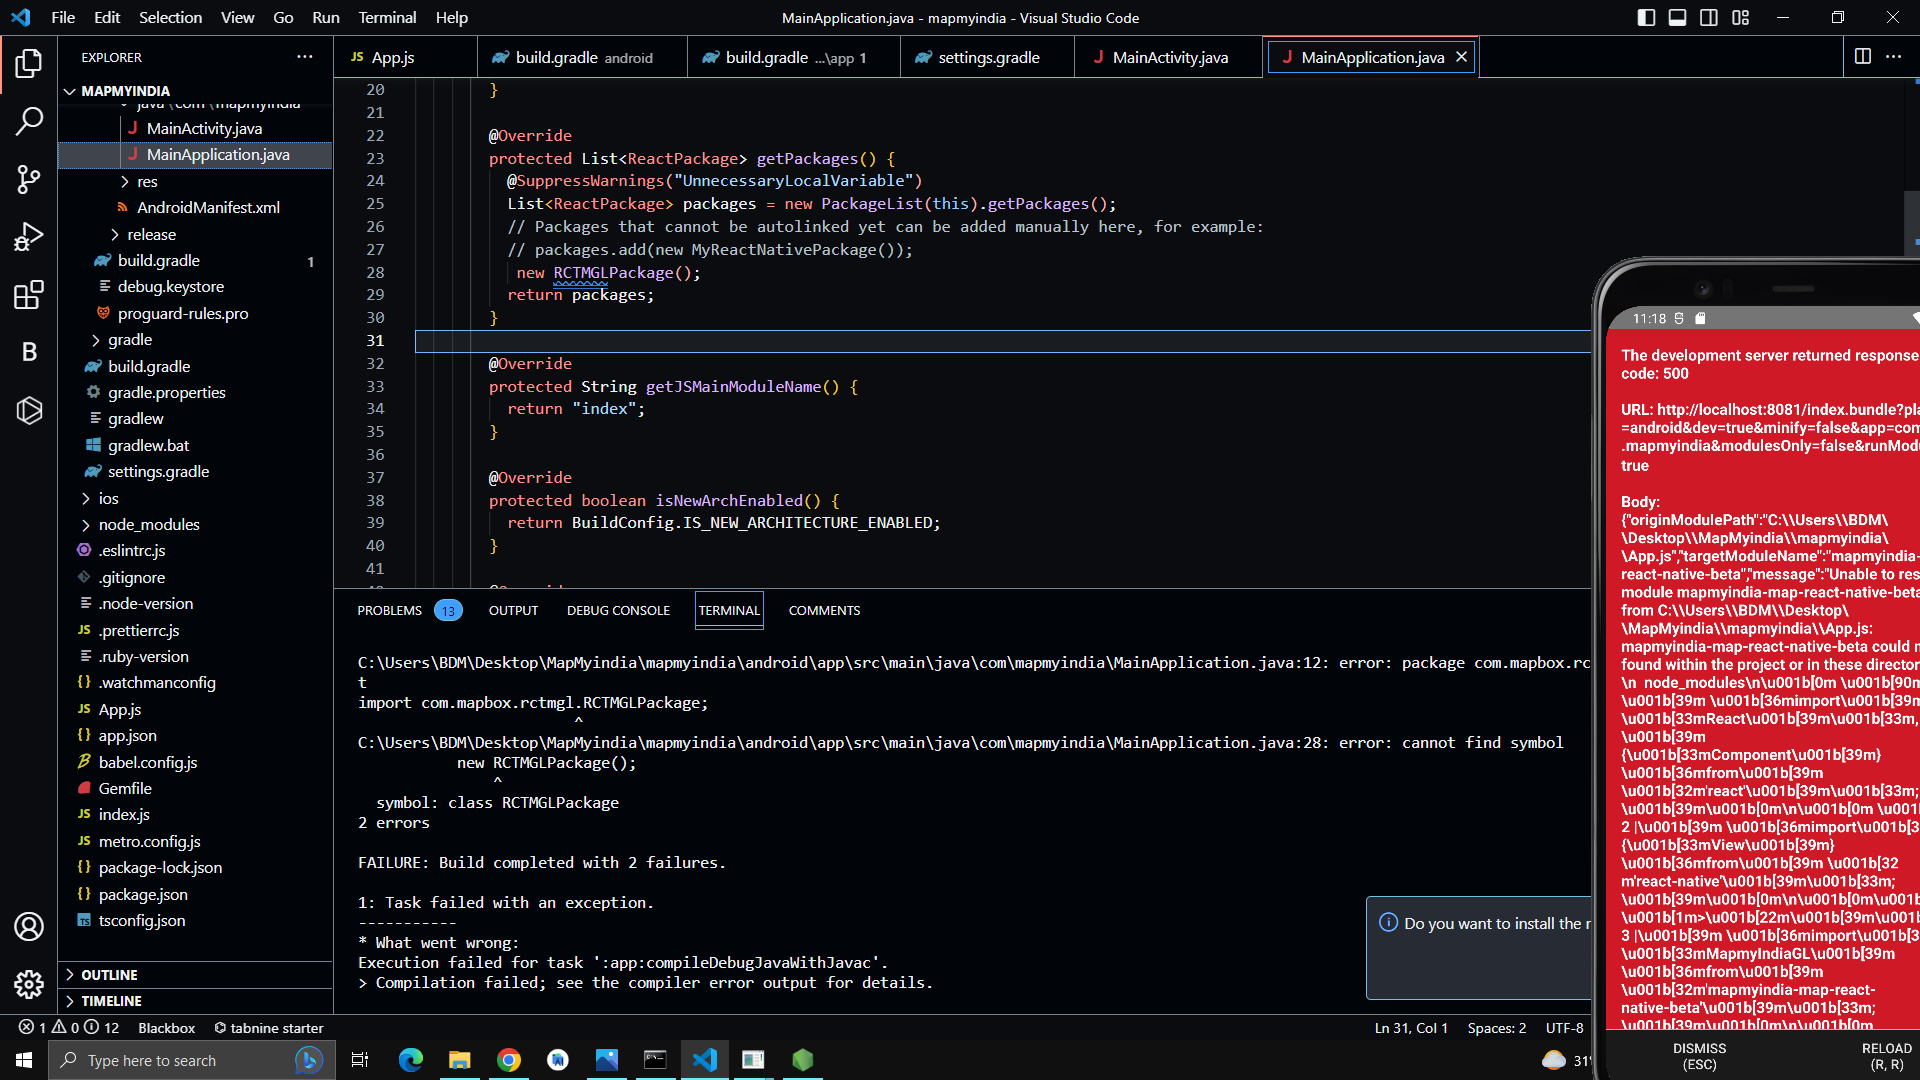 File Edit Selection View Go Run Terminal Help
MainApplication.java - mapmyindia - Visual Studio Code
EXPLORER
MAPMYINDIA
java\com\mapmyindia
MainActivity.java
MainApplication.java
res
AndroidManifest.xml
release
build.gradle 1
debug.keystore
proguard-rules.pro
gradle
build.gradle
gradle.properties
gradlew
gradlew.bat
settings.gradle
ios
node_modules
.eslintrc.js
.gitignore
.node-version
.prettierrc.js
.ruby-version
.watchmanconfig
App.js
app.json
babel.config.js
Gemfile
index.js
metro.config.js
package-lock.json
package.json
tsconfig.json
OUTLINE
TIMELINE
JS App.js
build.gradle android
build.gradle ...\app 1
settings.gradle
J MainActivity.java
J MainApplication.java
20 }
21
22 @Override
23 protected List<ReactPackage> getPackages() {
24 @SuppressWarnings("UnnecessaryLocalVariable")
25 List<ReactPackage> packages = new PackageList(this).getPackages();
26 // Packages that cannot be autolinked yet can be added manually here, for example:
27 // packages.add(new MyReactNativePackage());
28 new RCTMGLPackage();
29 return packages;
30 }
31
32 @Override
33 protected String getJSMainModuleName() {
34 return "index";
35 }
36
37 @Override
38 protected boolean isNewArchEnabled() {
39 return BuildConfig.IS_NEW_ARCHITECTURE_ENABLED;
40 }
41
PROBLEMS 13 OUTPUT DEBUG CONSOLE TERMINAL COMMENTS
C:\Users\BDM\Desktop\MapMyindia\mapmyindia\android\app\src\main\java\com\mapmyindia\MainApplication.java:12: error: package com.mapbox.rc
t
import com.mapbox.rctmgl.RCTMGLPackage;
^
C:\Users\BDM\Desktop\MapMyindia\mapmyindia\android\app\src\main\java\com\mapmyindia\MainApplication.java:28: error: cannot find symbol
new RCTMGLPackage();
^
symbol: class RCTMGLPackage
2 errors
FAILURE: Build completed with 2 failures.
1: Task failed with an exception.
-----------
* What went wrong:
Execution failed for task ':app:compileDebugJavaWithJavac'.
> Compilation failed; see the compiler error output for details.
Do you want to install the
11:18
The development server returned response
code: 500
URL: http://localhost:8081/index.bundle?pla
=android&dev=true&minify=false&app=com
.mapmyindia&modulesOnly=false&runModu
true
Body:
{"originModulePath":"C:\\Users\\BDM\
\Desktop\\MapMyindia\\mapmyindia\
\App.js","targetModuleName":"mapmyindia-
react-native-beta","message":"Unable to res
module mapmyindia-map-react-native-beta
from C:\\Users\\BDM\\Desktop\
\MapMyindia\\mapmyindia\\App.js:
mapmyindia-map-react-native-beta could n
found within the project or in these director
\n node_modules\n\u001b[0m \u001b[90m
\u001b[39m \u001b[36mimport\u001b[39m
\u001b[33mReact\u001b[39m\u001b[33m,
\u001b[39m
{\u001b[33mComponent\u001b[39m}
\u001b[36mfrom\u001b[39m
\u001b[32m'react'\u001b[39m\u001b[33m;
\u001b[39m\u001b[0m\n\u001b[0m \u001
2 |\u001b[39m \u001b[36mimport\u001b[3
{\u001b[33mView\u001b[39m}
\u001b[36mfrom\u001b[39m \u001b[32
m'react-native'\u001b[39m\u001b[33m;
\u001b[39m\u001b[0m\n\u001b[0m\u001b
\u001b[1m>\u001b[22m\u001b[39m\u001b
3 |\u001b[39m \u001b[36mimport\u001b[3
\u001b[33mMapmyIndiaGL\u001b[39m
\u001b[36mfrom\u001b[39m
\u001b[32m'mapmyindia-map-react-
native-beta'\u001b[39m\u001b[33m;
\u001b[39m\u001b[0m\n\u001b[0m
DISMISS
(ESC)
RELOAD
(R, R)
1 0 12 Blackbox tabnine starter
Ln 31, Col 1 Spaces: 2 UTF-8
Type here to search
31